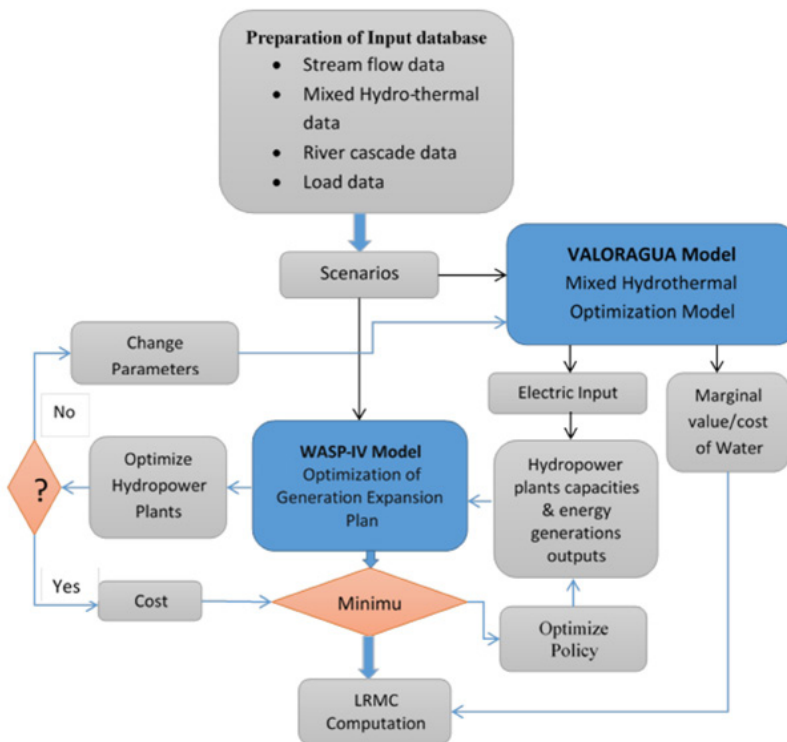 Preparation of Input database
• Stream flow data
• Mixed Hydro-thermal
data
• River cascade data
• Load data
Scenarios
VALORAGUA Model
Mixed Hydrothermal
Optimization Model
Change
Parameters
No
Electric Input
Marginal
value/cost
of Water
?
Optimize
Hydropower
Plants
WASP-IV Model
Optimization of
Generation Expansion
Plan
Hydropower
plants capacities
& energy
generations
outputs
Yes
Cost
Minimu
Optimize
Policy
LRMC
Computation